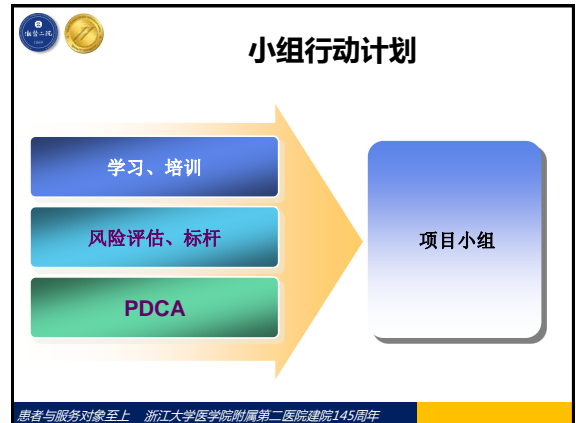 小组行动计划
学习、培训
风险评估、标杆
PDCA
项目小组
患者与服务对象至上 浙江大学医学院附属第二医院建院145周年